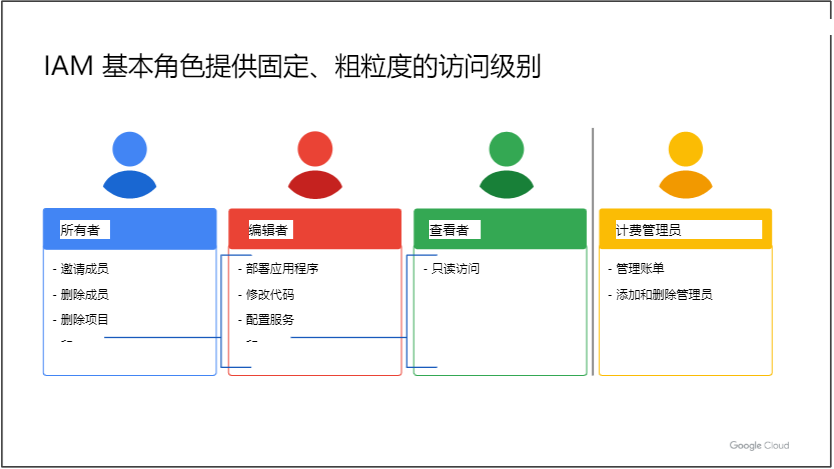 IAM 基本角色提供固定、粗粒度的访问级别
所有者
- 邀请成员
- 删除成员
- 删除项目
编辑者
- 部署应用程序
- 修改代码
- 配置服务
查看者
- 只读访问
计费管理员
- 管理账单
- 添加和删除管理员
Google Cloud